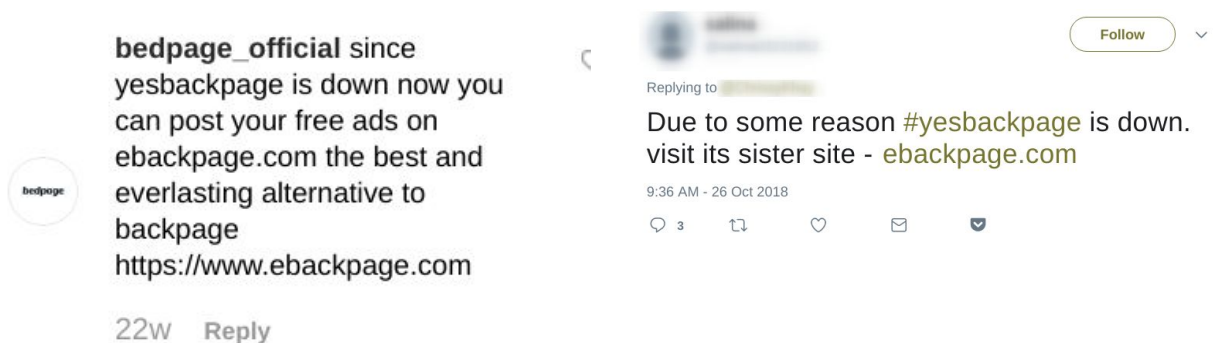 bedpage_official since
yesbackpage is down now you
can post your free ads on
ebackpage.com the best and
everlasting alternative to
backpage
https://www.ebackpage.com
bedpage
22w Reply
Follow
Replying to
Due to some reason #yesbackpage is down.
visit its sister site - ebackpage.com
9:36 AM - 26 Oct 2018
3